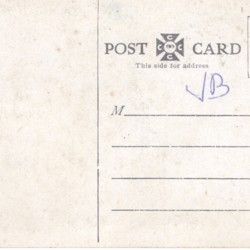 POST CARD
This side for address
JB
M